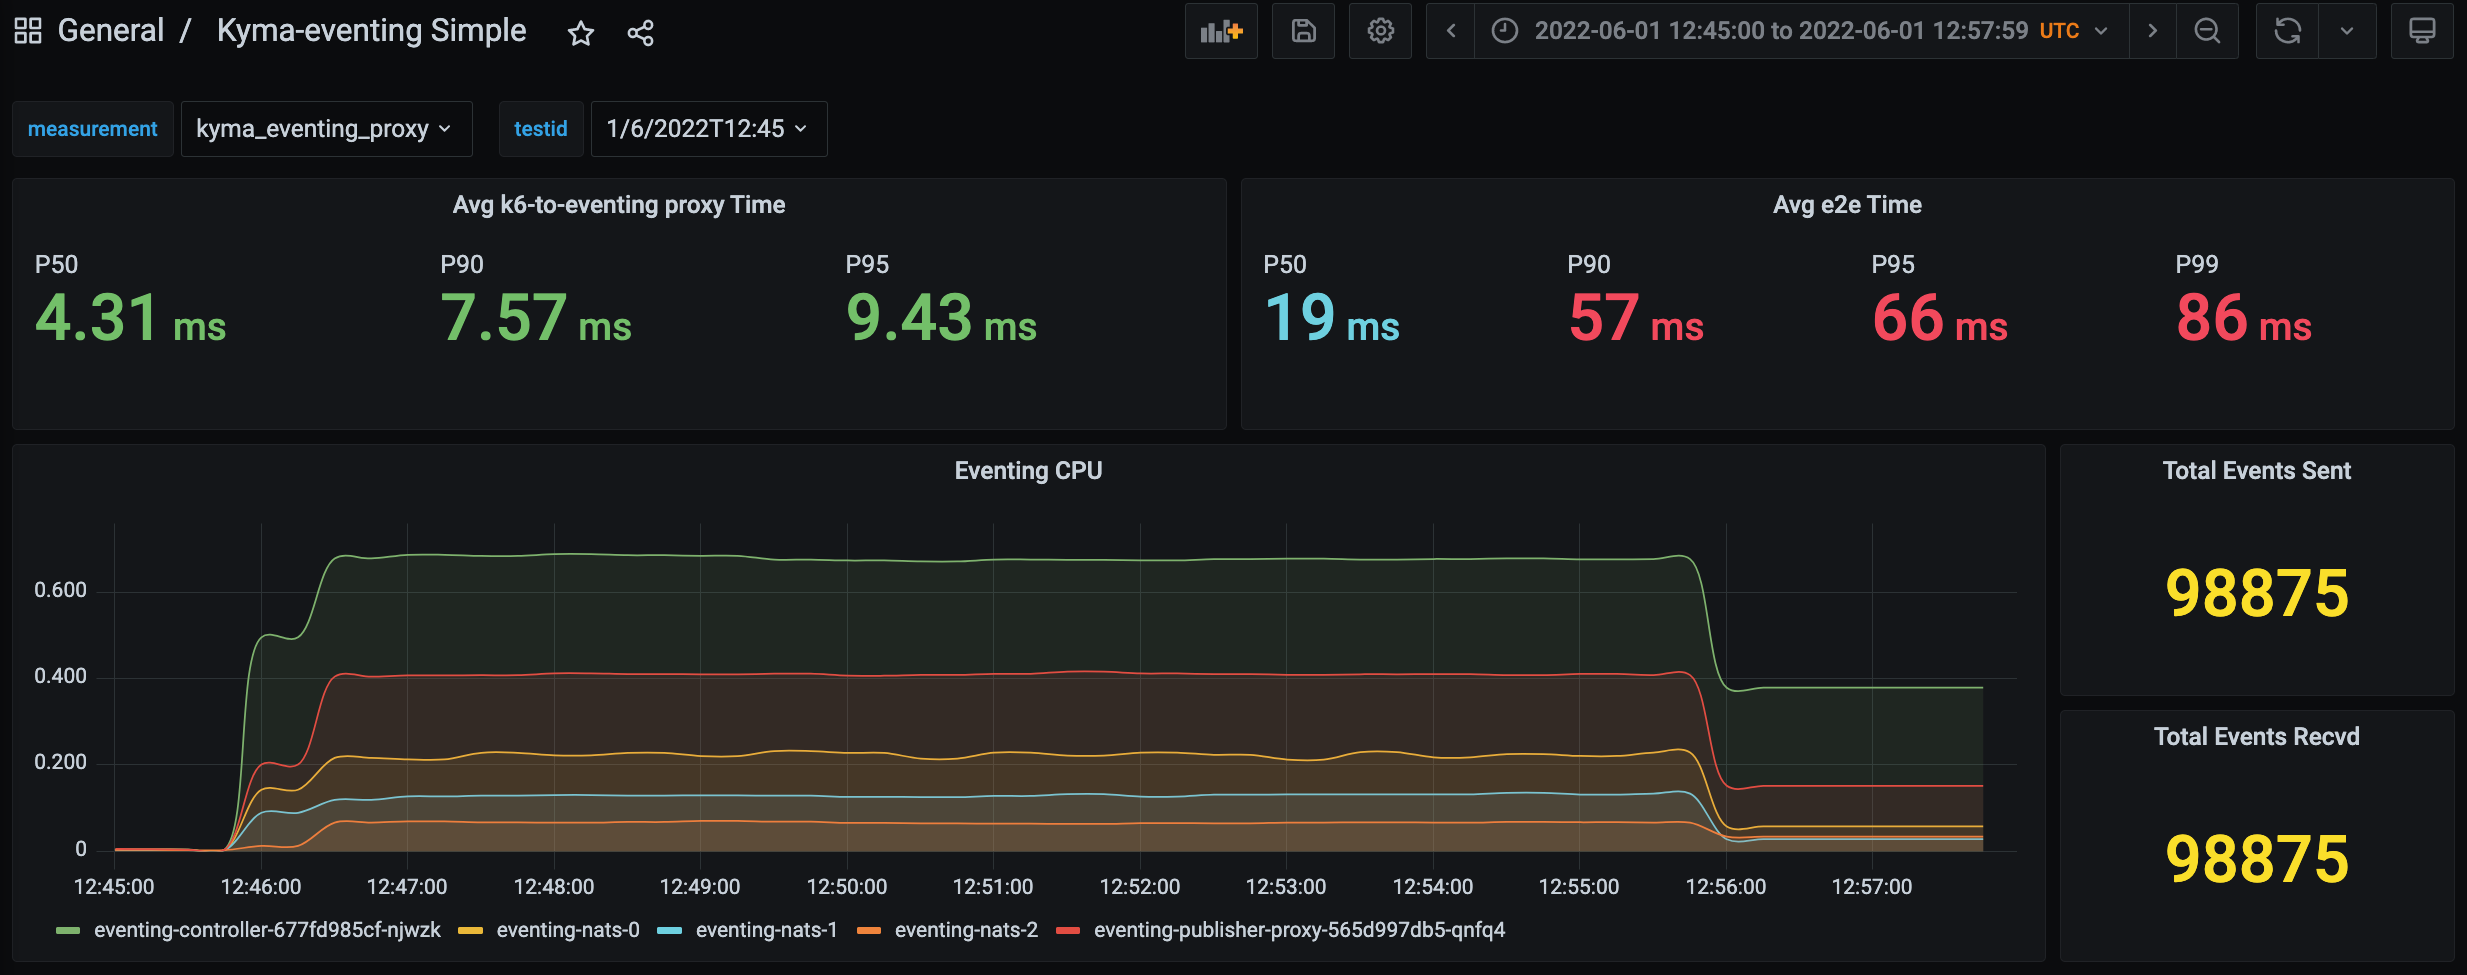 General / Kyma-eventing Simple
2022-06-01 12:45:00 to 2022-06-01 12:57:59 UTC
measurement kyma_eventing_proxy testid 1/6/2022T12:45
Avg k6-to-eventing proxy Time
P50 P90 P95
4.31 ms 7.57 ms 9.43 ms
Avg e2e Time
P50 P90 P95 P99
19 ms 57 ms 66 ms 86 ms
Eventing CPU
0.600
0.400
0.200
0
12:45:00 12:46:00 12:47:00 12:48:00 12:49:00 12:50:00 12:51:00 12:52:00 12:53:00 12:54:00 12:55:00 12:56:00 12:57:00
eventing-controller-677fd985cf-njwzk eventing-nats-0 eventing-nats-1 eventing-nats-2 eventing-publisher-proxy-565d997db5-qnfq4
Total Events Sent
98875
Total Events Recvd
98875